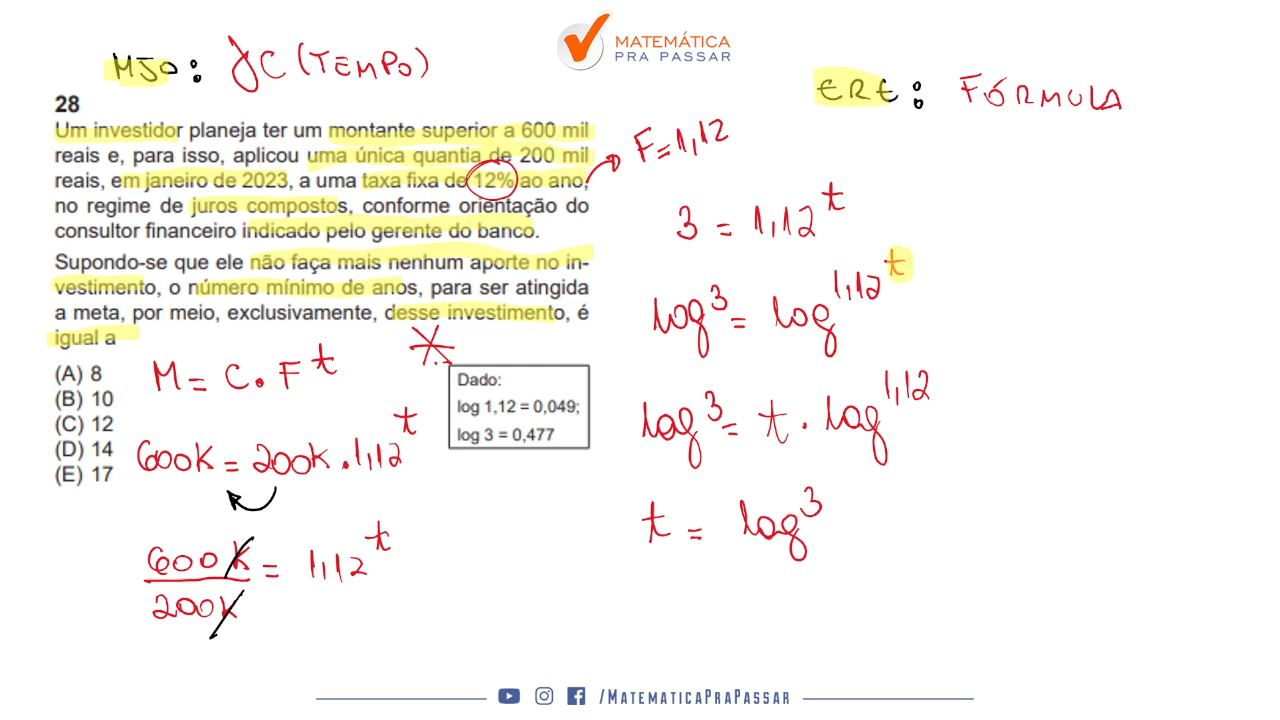 MATEMÁTICA
PRA PASSAR
MJO: JC (TEMPO)
ERE: FÓRMULA
28
Um investidor planeja ter um montante superior a 600 mil
reais e, para isso, aplicou uma única quantia de 200 mil
reais, em janeiro de 2023, a uma taxa fixa de 12% ao ano,
no regime de juros compostos, conforme orientação do
consultor financeiro indicado pelo gerente do banco.
Supondo-se que ele não faça mais nenhum aporte no in-
vestimento, o número mínimo de anos, para ser atingida
a meta, por meio, exclusivamente, desse investimento, é
igual a
(A) 8
(B) 10
(C) 12
(D) 14
(E) 17
Dado:
log 1,12 = 0,049;
log 3 = 0,477
M = C . F^t
600K = 200K . 1,12^t
600K/200K = 1,12^t
F = 1,12
3 = 1,12^t
log 3 = log 1,12^t
log 3 = t . log 1,12
t = log 3
/MatematicaPraPassar